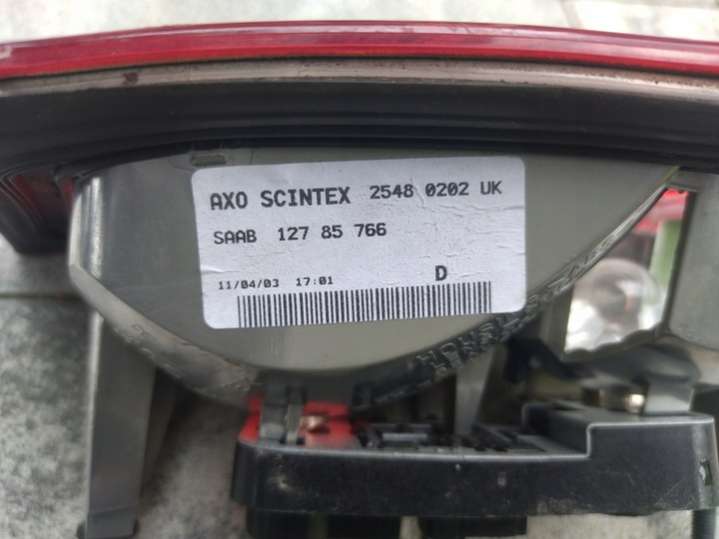 AXO SCINTEX 2548 0202 UK
SAAB 127 85 766
11/04/03 17:01 D